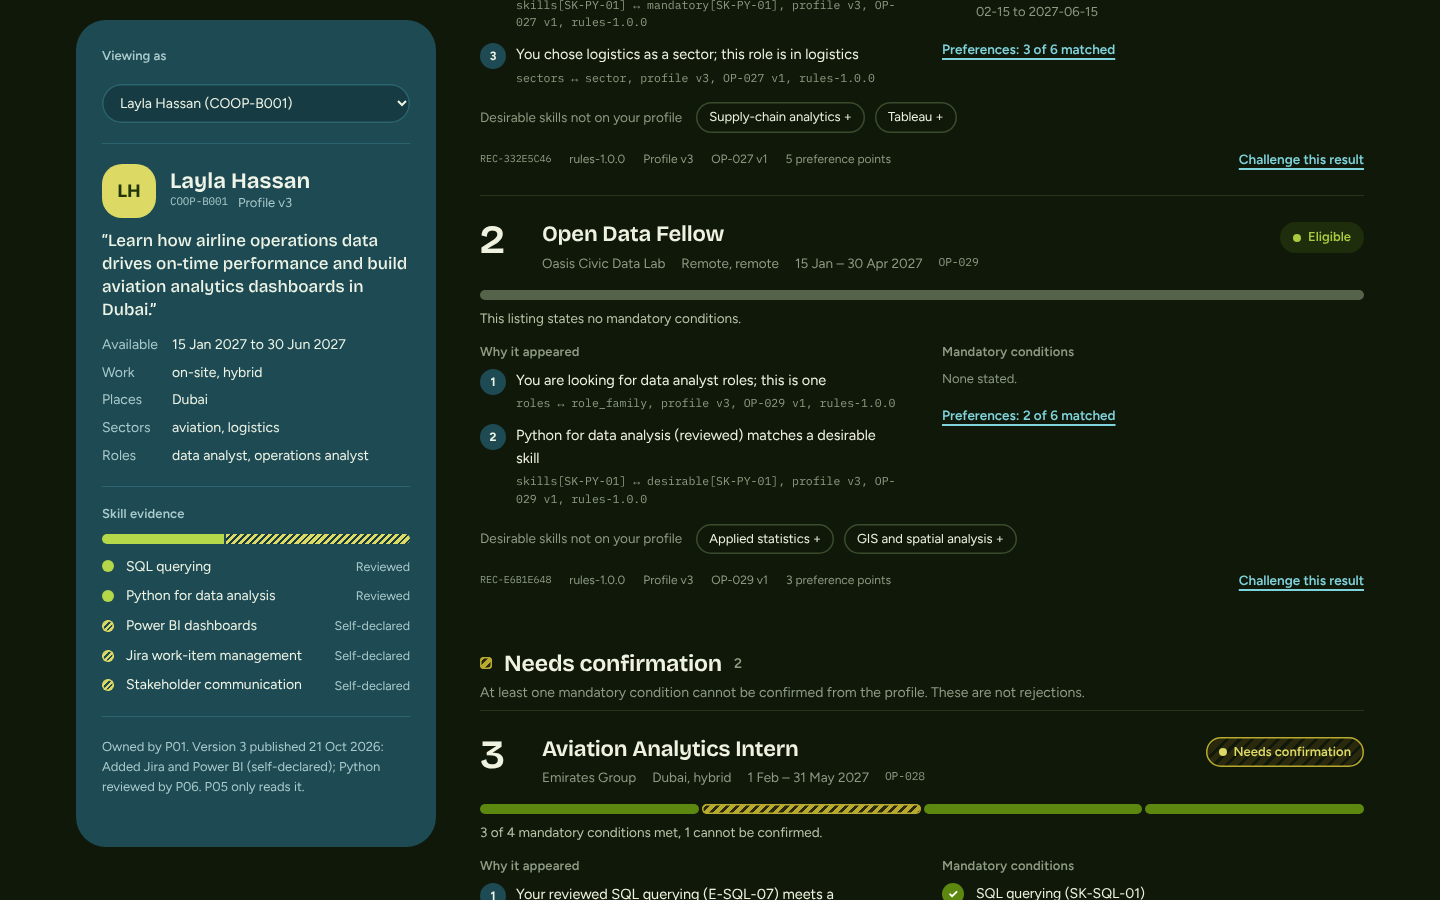 Viewing as
Layla Hassan (COOP-B001)
LH
Layla Hassan
COOP-B001 Profile v3
“Learn how airline operations data
drives on-time performance and build
aviation analytics dashboards in
Dubai.”
Available 15 Jan 2027 to 30 Jun 2027
Work on-site, hybrid
Places Dubai
Sectors aviation, logistics
Roles data analyst, operations analyst
Skill evidence
SQL querying Reviewed
Python for data analysis Reviewed
Power BI dashboards Self-declared
Jira work-item management Self-declared
Stakeholder communication Self-declared
Owned by P01. Version 3 published 21 Oct 2026:
Added Jira and Power BI (self-declared); Python
reviewed by P06. P05 only reads it.
skills[SK-PY-01] ↔ mandatory[SK-PY-01], profile v3, OP-
027 v1, rules-1.0.0
3 You chose logistics as a sector; this role is in logistics
sectors ↔ sector, profile v3, OP-027 v1, rules-1.0.0
02-15 to 2027-06-15
Preferences: 3 of 6 matched
Desirable skills not on your profile Supply-chain analytics + Tableau +
REC-332E5C46 rules-1.0.0 Profile v3 OP-027 v1 5 preference points Challenge this result
2 Open Data Fellow Eligible
Oasis Civic Data Lab Remote, remote 15 Jan – 30 Apr 2027 OP-029
This listing states no mandatory conditions.
Why it appeared
1 You are looking for data analyst roles; this is one
roles ↔ role_family, profile v3, OP-029 v1, rules-1.0.0
2 Python for data analysis (reviewed) matches a desirable
skill
skills[SK-PY-01] ↔ desirable[SK-PY-01], profile v3, OP-
029 v1, rules-1.0.0
Mandatory conditions
None stated.
Preferences: 2 of 6 matched
Desirable skills not on your profile Applied statistics + GIS and spatial analysis +
REC-E6B1E648 rules-1.0.0 Profile v3 OP-029 v1 3 preference points Challenge this result
Needs confirmation 2
At least one mandatory condition cannot be confirmed from the profile. These are not rejections.
3 Aviation Analytics Intern Needs confirmation
Emirates Group Dubai, hybrid 1 Feb – 31 May 2027 OP-028
3 of 4 mandatory conditions met, 1 cannot be confirmed.
Why it appeared
1 Your reviewed SQL querying (E-SQL-07) meets a
Mandatory conditions
SQL querying (SK-SQL-01)